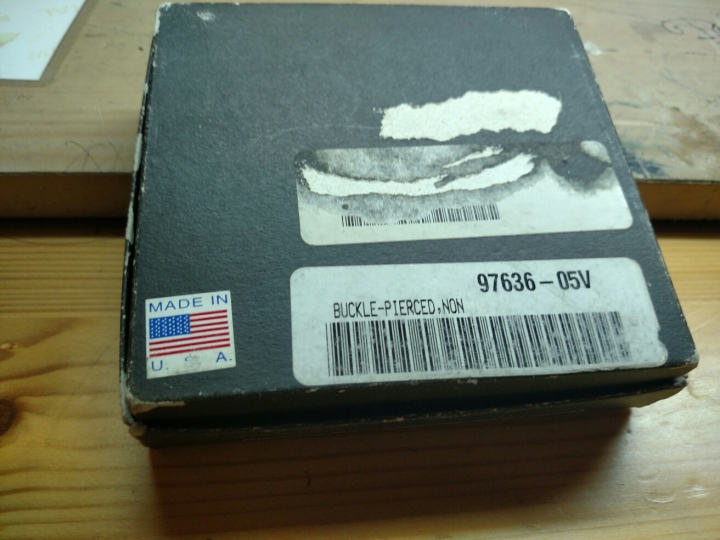 97636-05V
BUCKLE-PIERCED,NON
MADE IN
U. S. A.